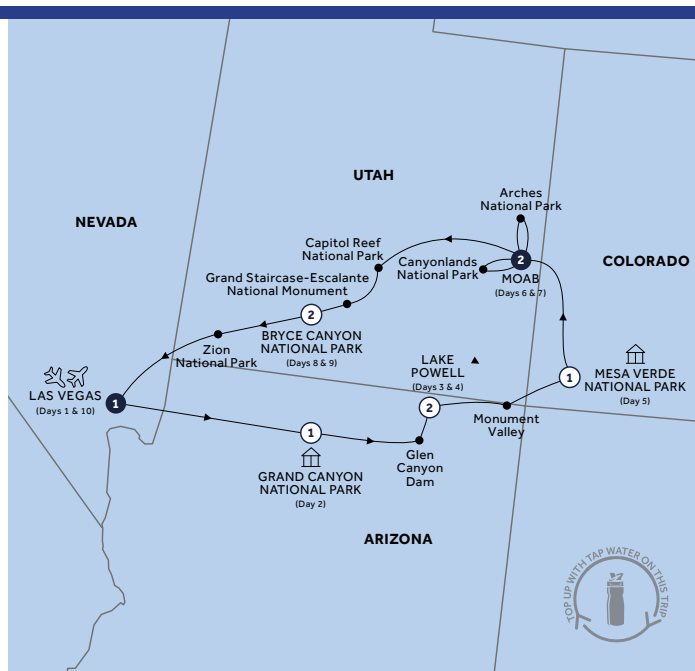 UTAH
Arches
National Park
NEVADA
Capitol Reef
National Park
Canyonlands
National Park
2
MOAB
(Days 6 & 7)
COLORADO
Grand Staircase-Escalante
National Monument
2
BRYCE CANYON
NATIONAL PARK
(Days 8 & 9)
Zion
National Park
LAKE
POWELL
(Days 3 & 4)
2
1
MESA VERDE
NATIONAL PARK
(Day 5)
LAS VEGAS
(Days 1 & 10)
1
Monument
Valley
1
GRAND CANYON
NATIONAL PARK
(Day 2)
Glen
Canyon
Dam
ARIZONA
TOP UP WITH TAP WATER ON THIS TRIP